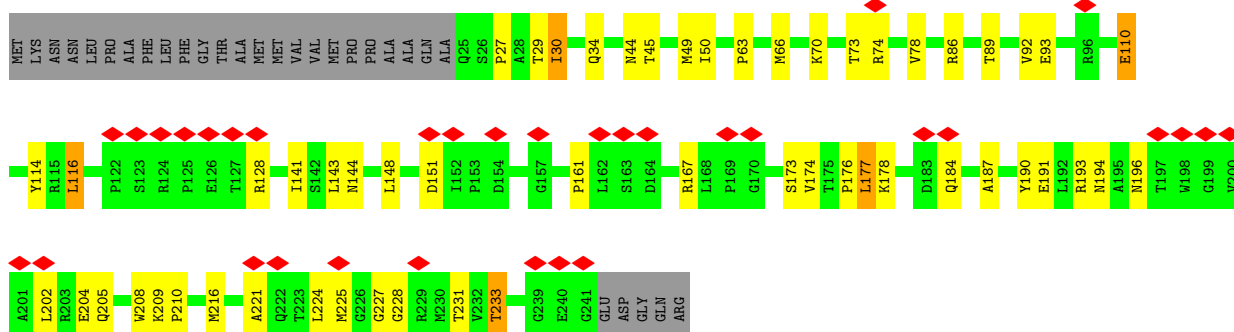 MET LYS ASN ASN LEU PRO ALA PHE LEU PHE GLY THR ALA MET MET VAL VAL MET PRO PRO ALA ALA GLN ALA Q25 S26 P27 A28 T29 I30 Q34 N44 T45 M49 I50 P63 M66 K70 T73 R74 V78 R86 T89 V92 E93 R96 E110
Y114 R115 L116 P122 S123 R124 P125 E126 T127 R128 I141 S142 L143 N144 L148 D151 I152 P153 D154 G157 P161 L162 S163 D164 R167 L168 P169 G170 S173 V174 T175 P176 L177 K178 D183 Q184 A187 Y190 E191 L192 R193 N194 A195 N196 T197 W198 G199 V200
A201 L202 R203 E204 Q205 W208 K209 P210 M216 A221 Q222 T223 L224 M225 G226 G227 G228 R229 M230 T231 V232 T233 G239 E240 G241 GLU ASP GLY GLN ARG